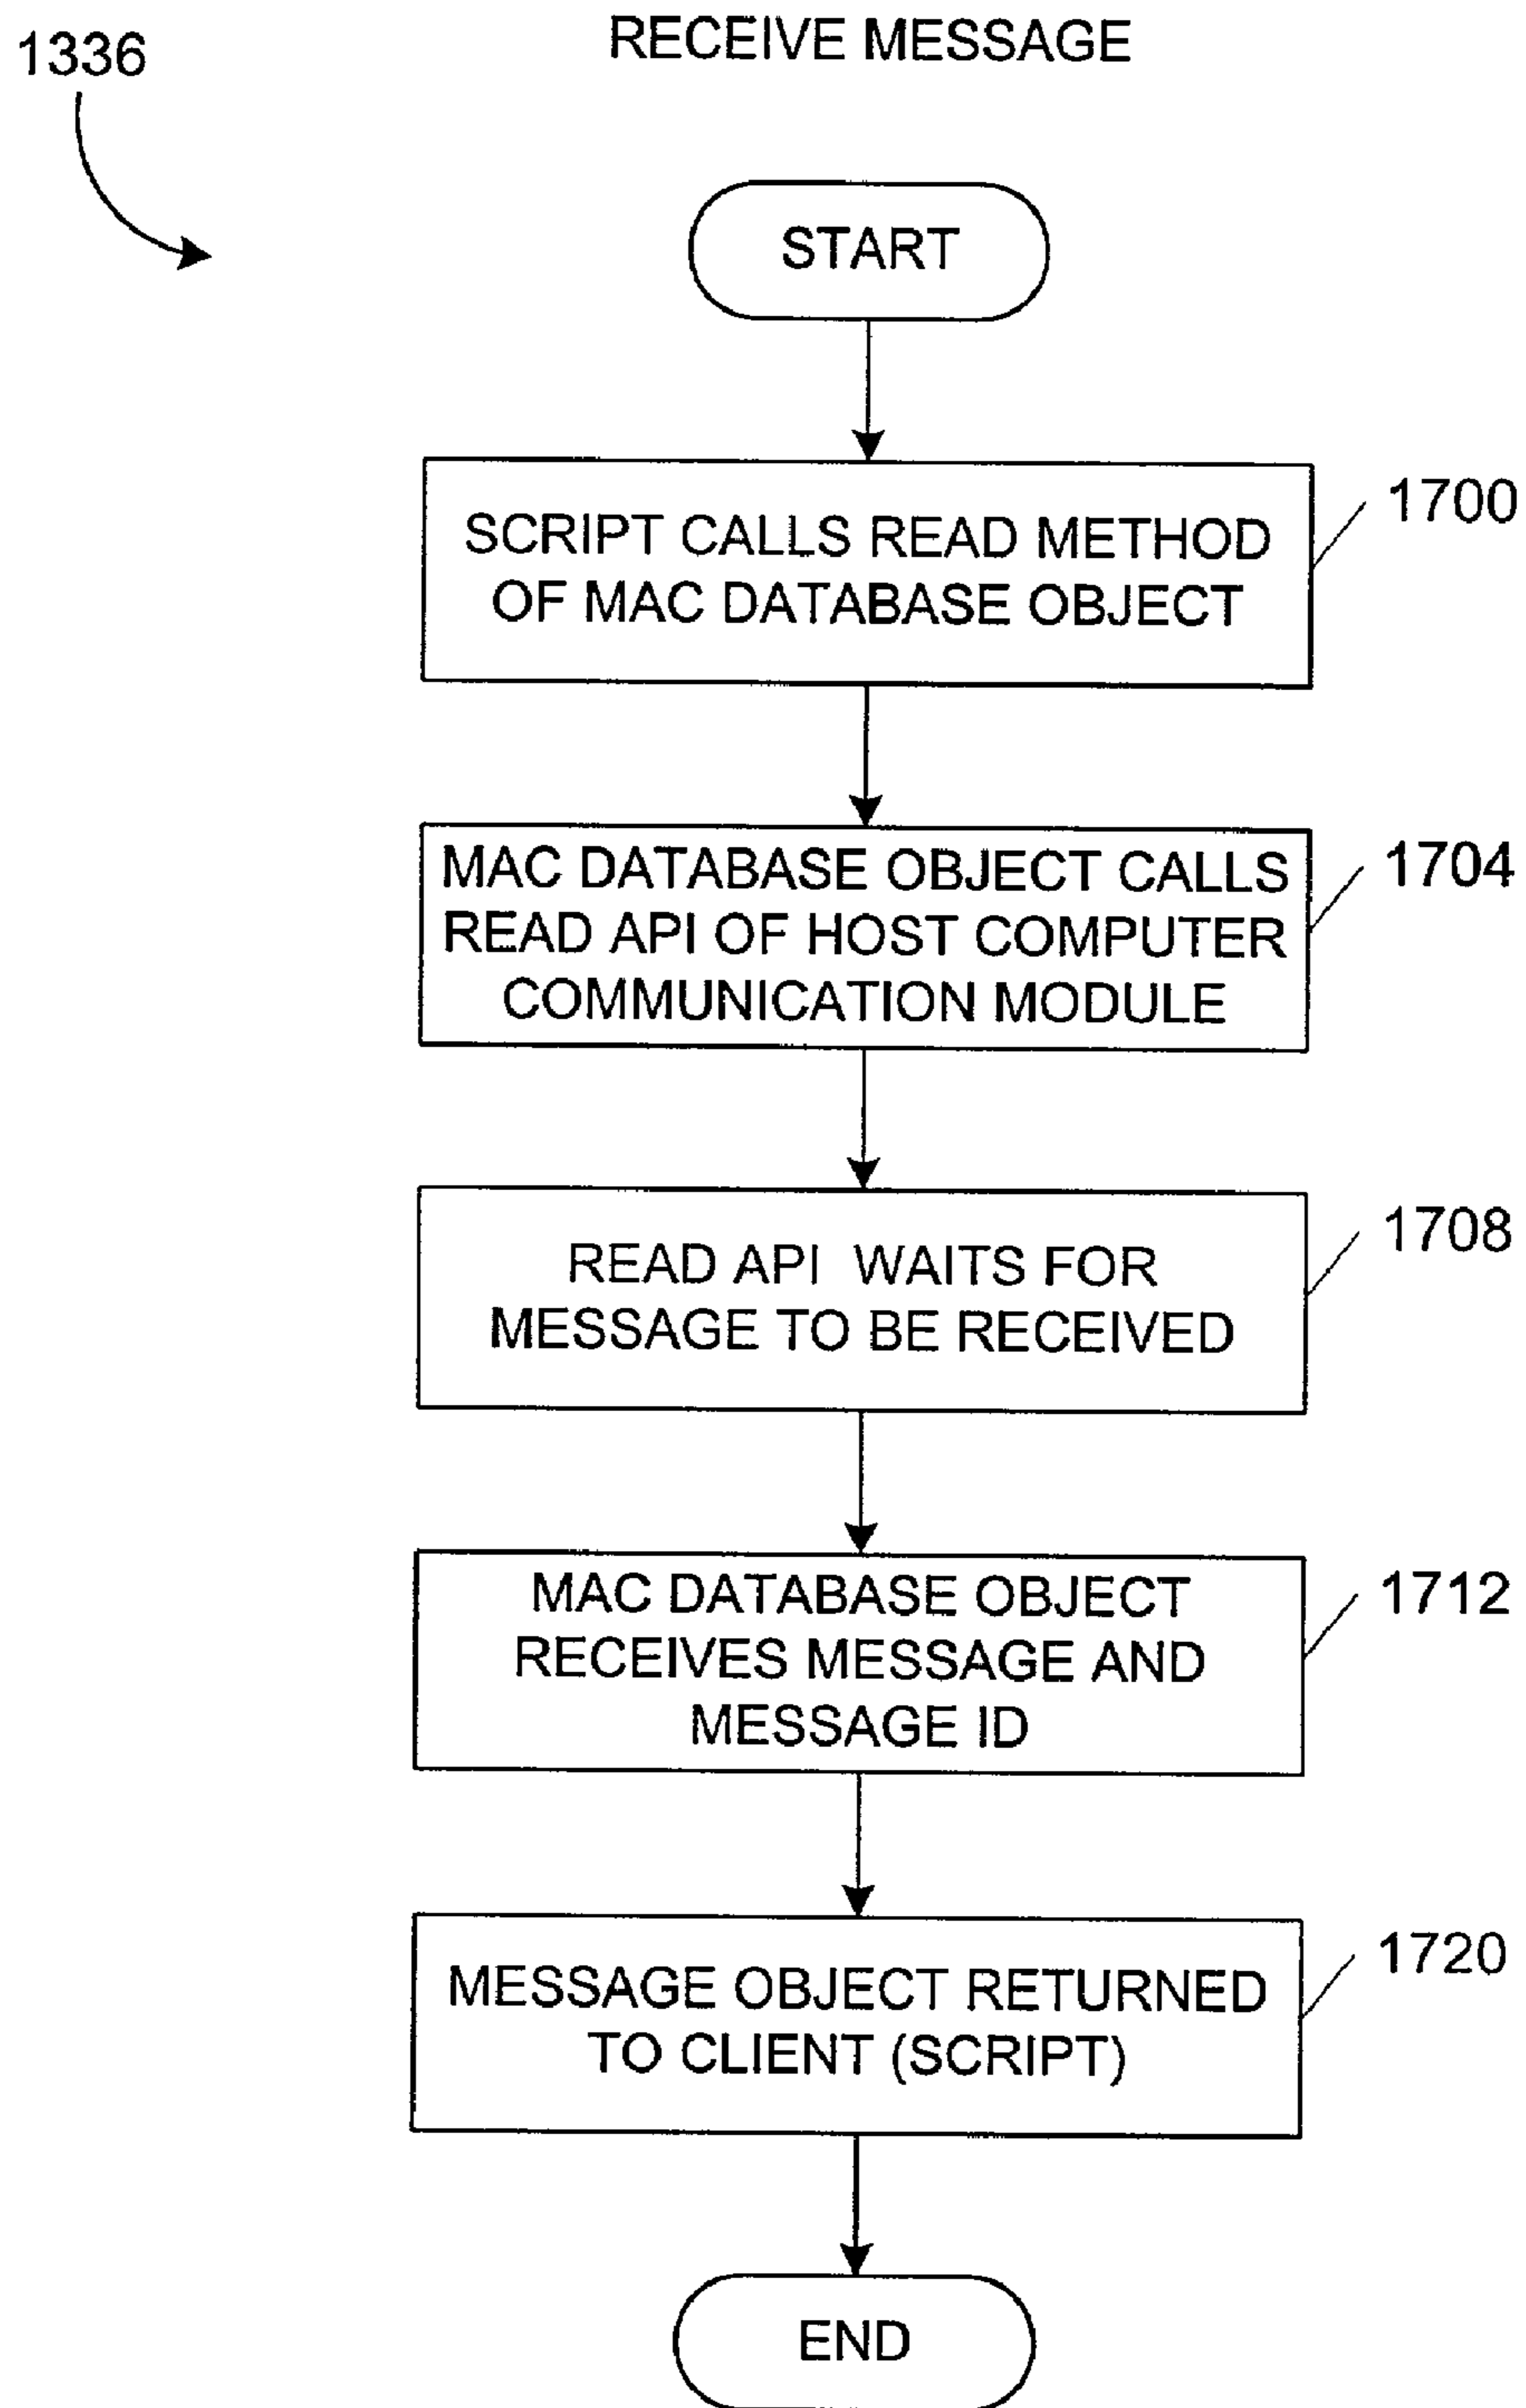 1336
RECEIVE MESSAGE
START
SCRIPT CALLS READ METHOD
OF MAC DATABASE OBJECT
1700
MAC DATABASE OBJECT CALLS
READ API OF HOST COMPUTER
COMMUNICATION MODULE
1704
READ API WAITS FOR
MESSAGE TO BE RECEIVED
1708
MAC DATABASE OBJECT
RECEIVES MESSAGE AND
MESSAGE ID
1712
MESSAGE OBJECT RETURNED
TO CLIENT (SCRIPT)
1720
END